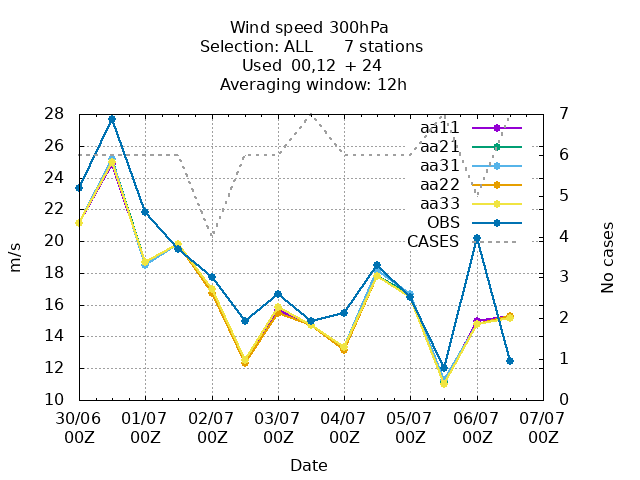 Wind speed 300hPa
Selection: ALL 7 stations
Used 00,12 + 24
Averaging window: 12h
28
26
24
22
20
18
16
14
12
10
m/s
7
6
5
4
3
2
1
0
No cases
aa11
aa21
aa31
aa22
aa33
OBS
CASES
30/06 01/07 02/07 03/07 04/07 05/07 06/07 07/07
00Z 00Z 00Z 00Z 00Z 00Z 00Z 00Z
Date